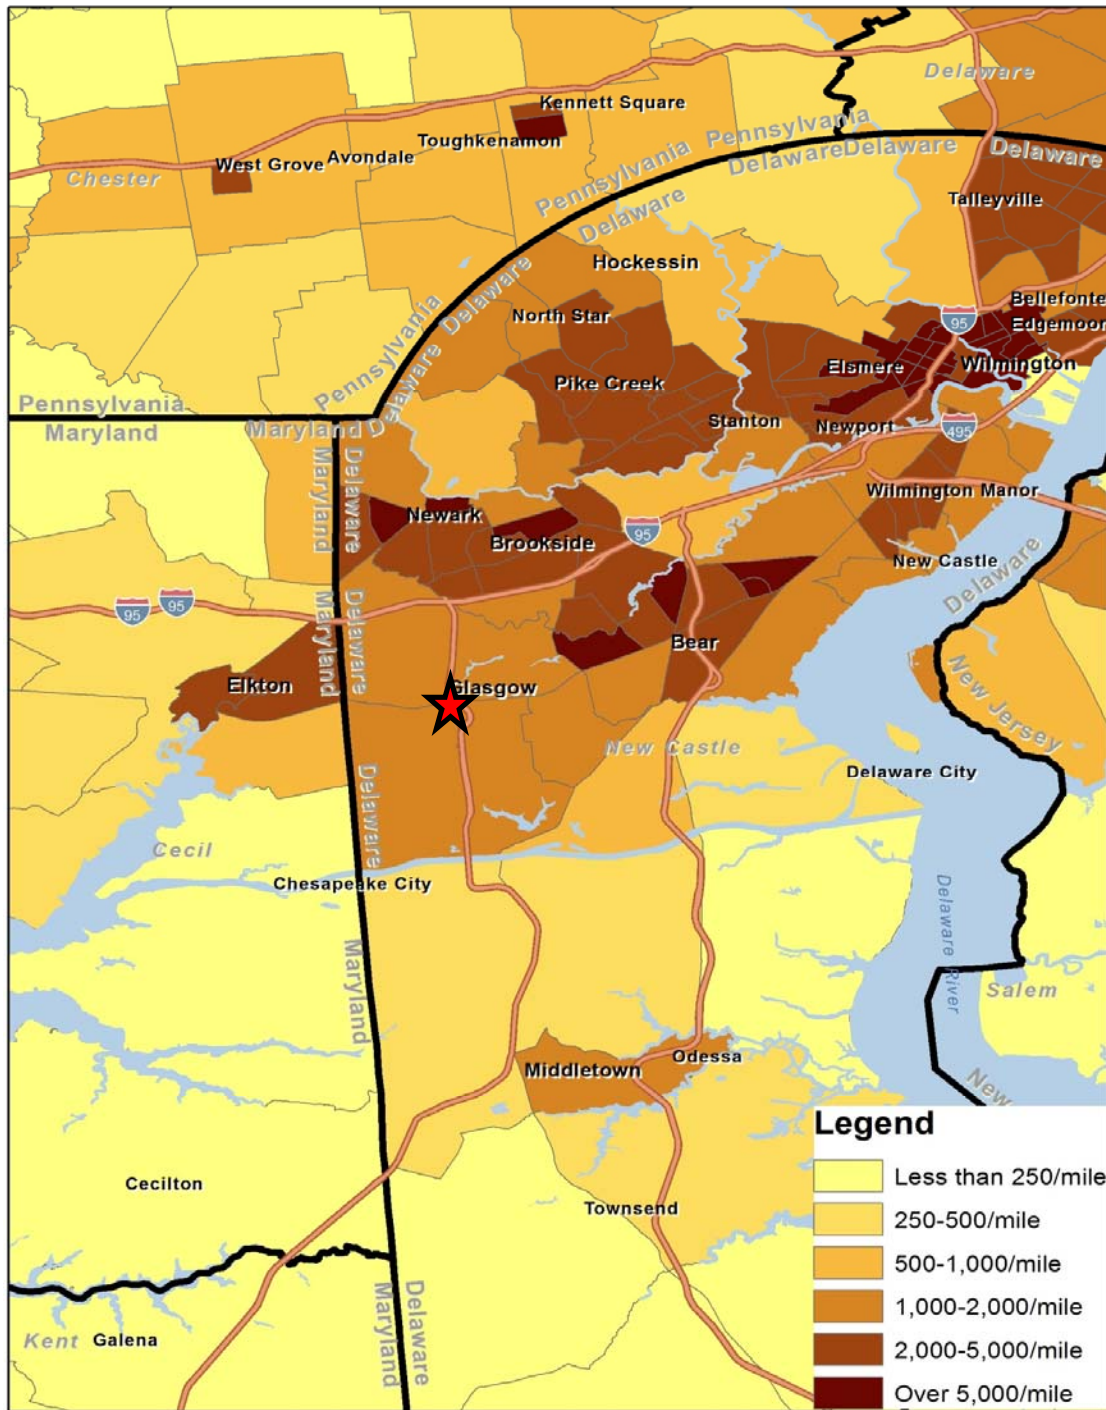 Delaware
Kennett Square
Toughkenamon
Pennsylvania
West Grove
Avondale
Pennsylvania
Delaware
Delaware
Delaware
Chester
Talleyville
Delaware
Hockessin
Delaware
Bellefonte
North Star
Pennsylvania
95
Edgemoor
Elsmere
Wilmington
Delaware
Pike Creek
Pennsylvania
Stanton
Newport
495
Maryland
Maryland
D
Maryland
Delaware
Wilmington Manor
Newark
Brookside
95
New Castle
Delaware
95
95
Maryland
Delaware
Bear
Elkton
Glasgow
New Jersey
New Castle
Delaware City
Delaware
Cecil
Chesapeake City
Delaware River
Maryland
Salem
Odessa
Middletown
New
Legend
Less than 250/mile
250-500/mile
500-1,000/mile
1,000-2,000/mile
2,000-5,000/mile
Over 5,000/mile
Cecilton
Townsend
Maryland
Delaware
Kent
Galena